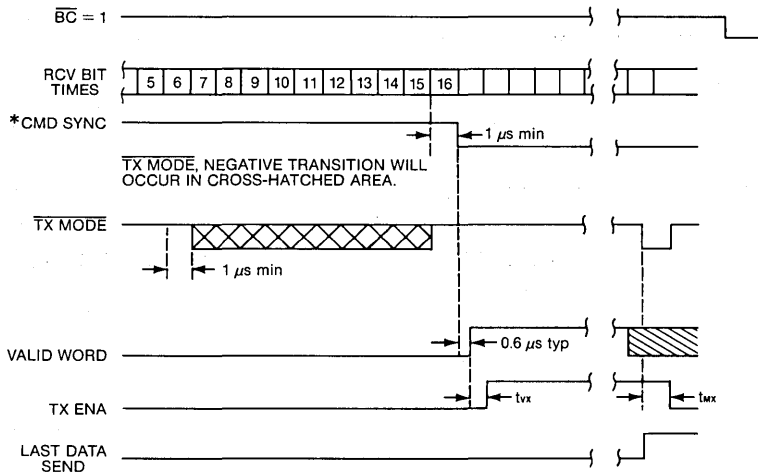 BC = 1
RCV BIT TIMES
5 6 7 8 9 10 11 12 13 14 15 16
*CMD SYNC
1 μs min
TX MODE, NEGATIVE TRANSITION WILL
OCCUR IN CROSS-HATCHED AREA.
TX MODE
1 μs min
VALID WORD
0.6 μs typ
TX ENA
tVX
tMX
LAST DATA
SEND